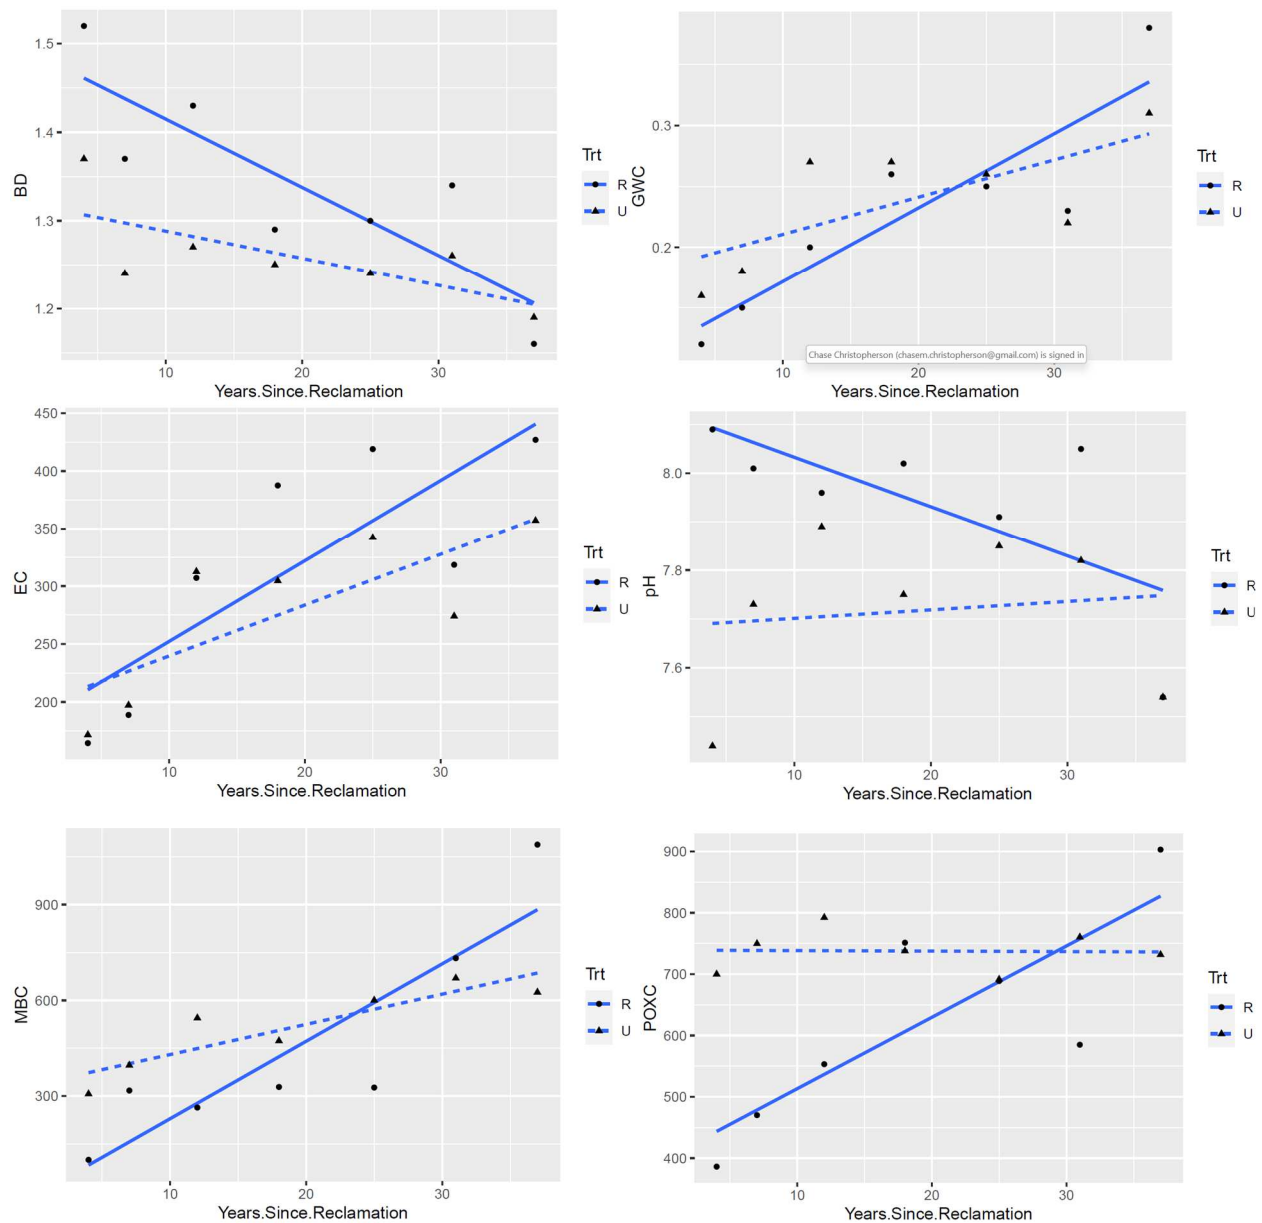 BD
1.5
1.4
1.3
1.2
10
20
30
Years.Since.Reclamation
Trt
R
U
GWC
0.3
0.2
10
20
30
Years.Since.Reclamation
Chase Christopherson (chasem.christopherson@gmail.com) is signed in
Trt
R
U
EC
450
400
350
300
250
200
10
20
30
Years.Since.Reclamation
Trt
R
U
pH
8.0
7.8
7.6
10
20
30
Years.Since.Reclamation
Trt
R
U
MBC
900
600
300
10
20
30
Years.Since.Reclamation
Trt
R
U
POXC
900
800
700
600
500
400
10
20
30
Years.Since.Reclamation
Trt
R
U